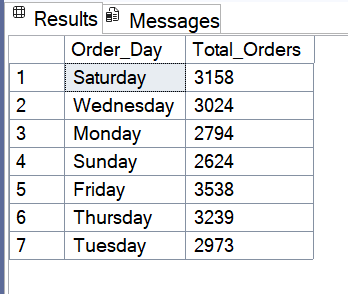 Results Messages
Order_Day Total_Orders
1 Saturday 3158
2 Wednesday 3024
3 Monday 2794
4 Sunday 2624
5 Friday 3538
6 Thursday 3239
7 Tuesday 2973